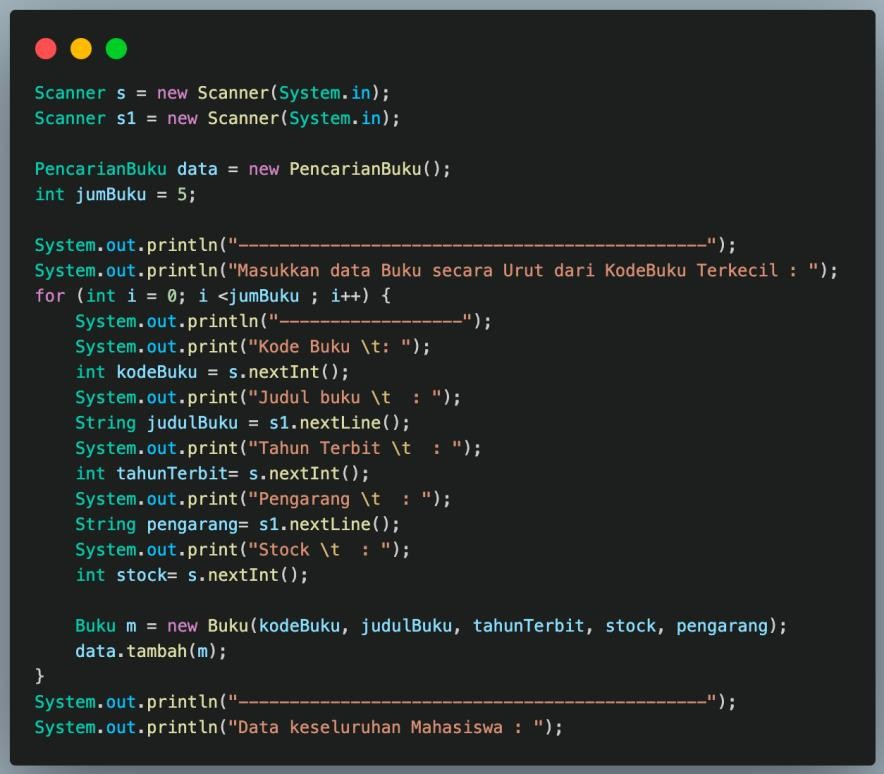 Scanner s = new Scanner(System.in);
Scanner s1 = new Scanner(System.in);

PencarianBuku data = new PencarianBuku();
int jumBuku = 5;

System.out.println("----------------------------------------------");
System.out.println("Masukkan data Buku secara Urut dari KodeBuku Terkecil : ");
for (int i = 0; i <jumBuku ; i++) {
    System.out.println("------------------");
    System.out.print("Kode Buku \t: ");
    int kodeBuku = s.nextInt();
    System.out.print("Judul buku \t  : ");
    String judulBuku = s1.nextLine();
    System.out.print("Tahun Terbit \t  : ");
    int tahunTerbit= s.nextInt();
    System.out.print("Pengarang \t  : ");
    String pengarang= s1.nextLine();
    System.out.print("Stock \t  : ");
    int stock= s.nextInt();

    Buku m = new Buku(kodeBuku, judulBuku, tahunTerbit, stock, pengarang);
    data.tambah(m);
}
System.out.println("----------------------------------------------");
System.out.println("Data keseluruhan Mahasiswa : ");